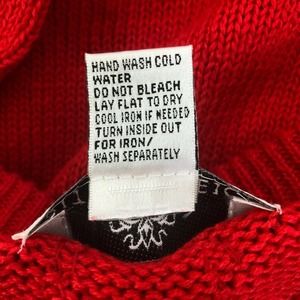 HAND WASH COLD
WATER
DO NOT BLEACH
LAY FLAT TO DRY
COOL IRON IF NEEDED
TURN INSIDE OUT
FOR IRON/
WASH SEPARATELY